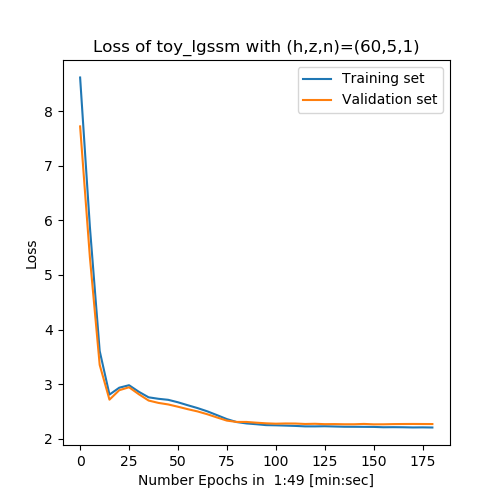 Loss of toy_lgssm with (h,z,n)=(60,5,1)
Training set
Validation set
8
7
6
5
4
3
2
Loss
0 25 50 75 100 125 150 175
Number Epochs in  1:49 [min:sec]